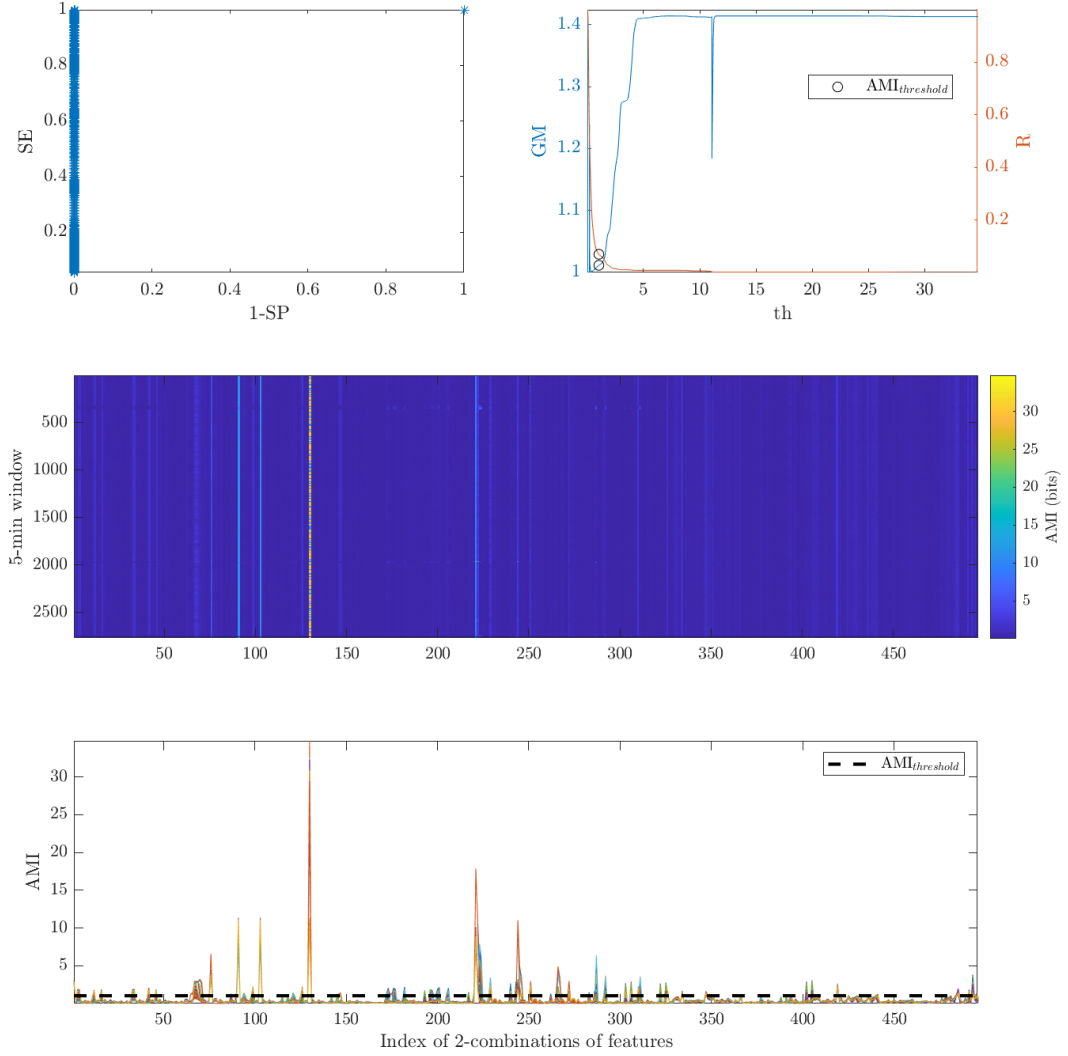 1
0.8
0.6
0.4
0.2
SE
0 0.2 0.4 0.6 0.8 1
1-SP
1.4
1.3
1.2
1.1
1
GM
AMI_threshold
0.8
0.6
0.4
0.2
R
5 10 15 20 25 30
th
500
1000
1500
2000
2500
5-min window
50 100 150 200 250 300 350 400 450
30
25
20
15
10
5
AMI (bits)
30
25
20
15
10
5
AMI
AMI_threshold
50 100 150 200 250 300 350 400 450
Index of 2-combinations of features